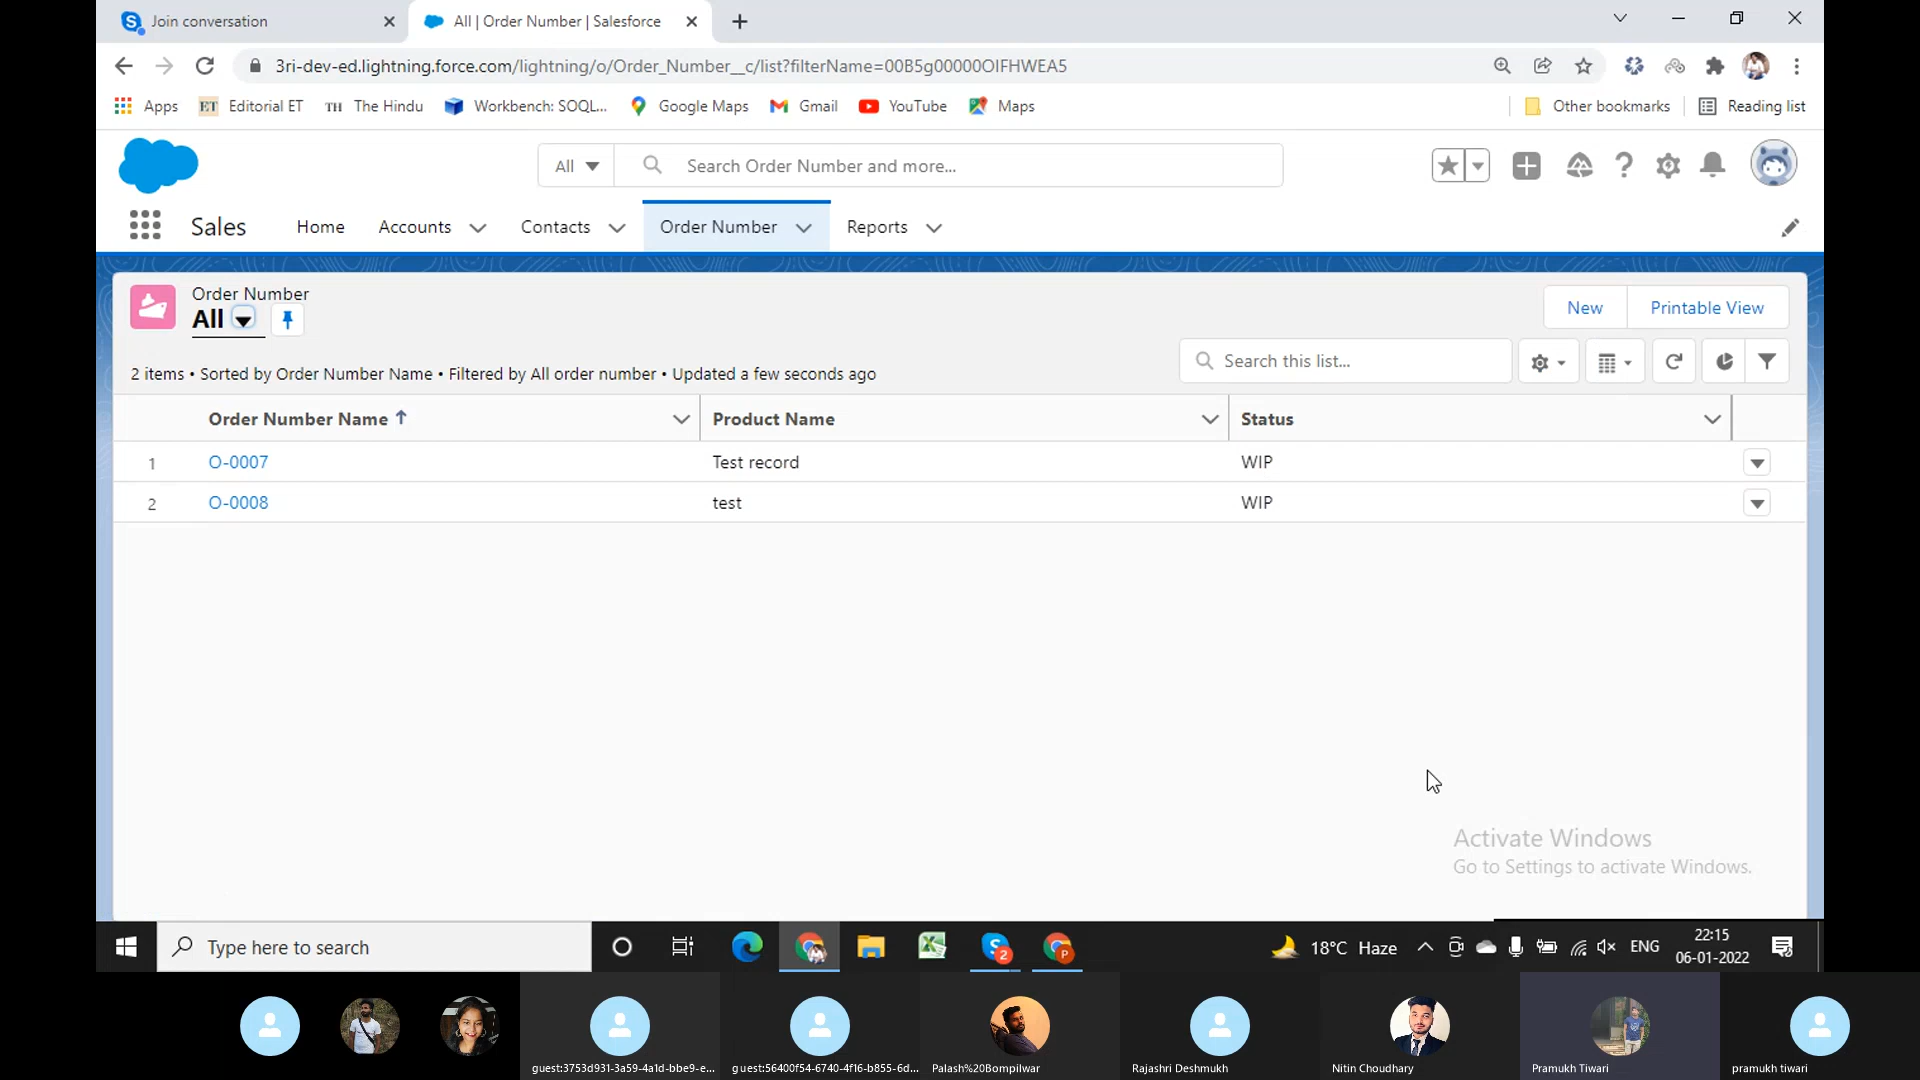 Join conversation
All | Order Number | Salesforce
3ri-dev-ed.lightning.force.com/lightning/o/Order_Number__c/list?filterName=00B5g00000OIFHWEA5
Apps
ET Editorial ET
TH The Hindu
Workbench: SOQL...
Google Maps
Gmail
YouTube
Maps
Other bookmarks
Reading list
All
Search Order Number and more...
Sales
Home
Accounts
Contacts
Order Number
Reports
Order Number
All
New
Printable View
2 items • Sorted by Order Number Name • Filtered by All order number • Updated a few seconds ago
Search this list...
Order Number Name
Product Name
Status
1 O-0007 Test record WIP
2 O-0008 test WIP
Activate Windows
Go to Settings to activate Windows.
Type here to search
2
P
18°C Haze
ENG
22:15
06-01-2022
guest:3753d931-3a59-4a1d-bbe9-e...
guest:56400f54-6740-4f16-b855-6d...
Palash%20Bompilwar
Rajashri Deshmukh
Nitin Choudhary
Pramukh Tiwari
pramukh tiwari